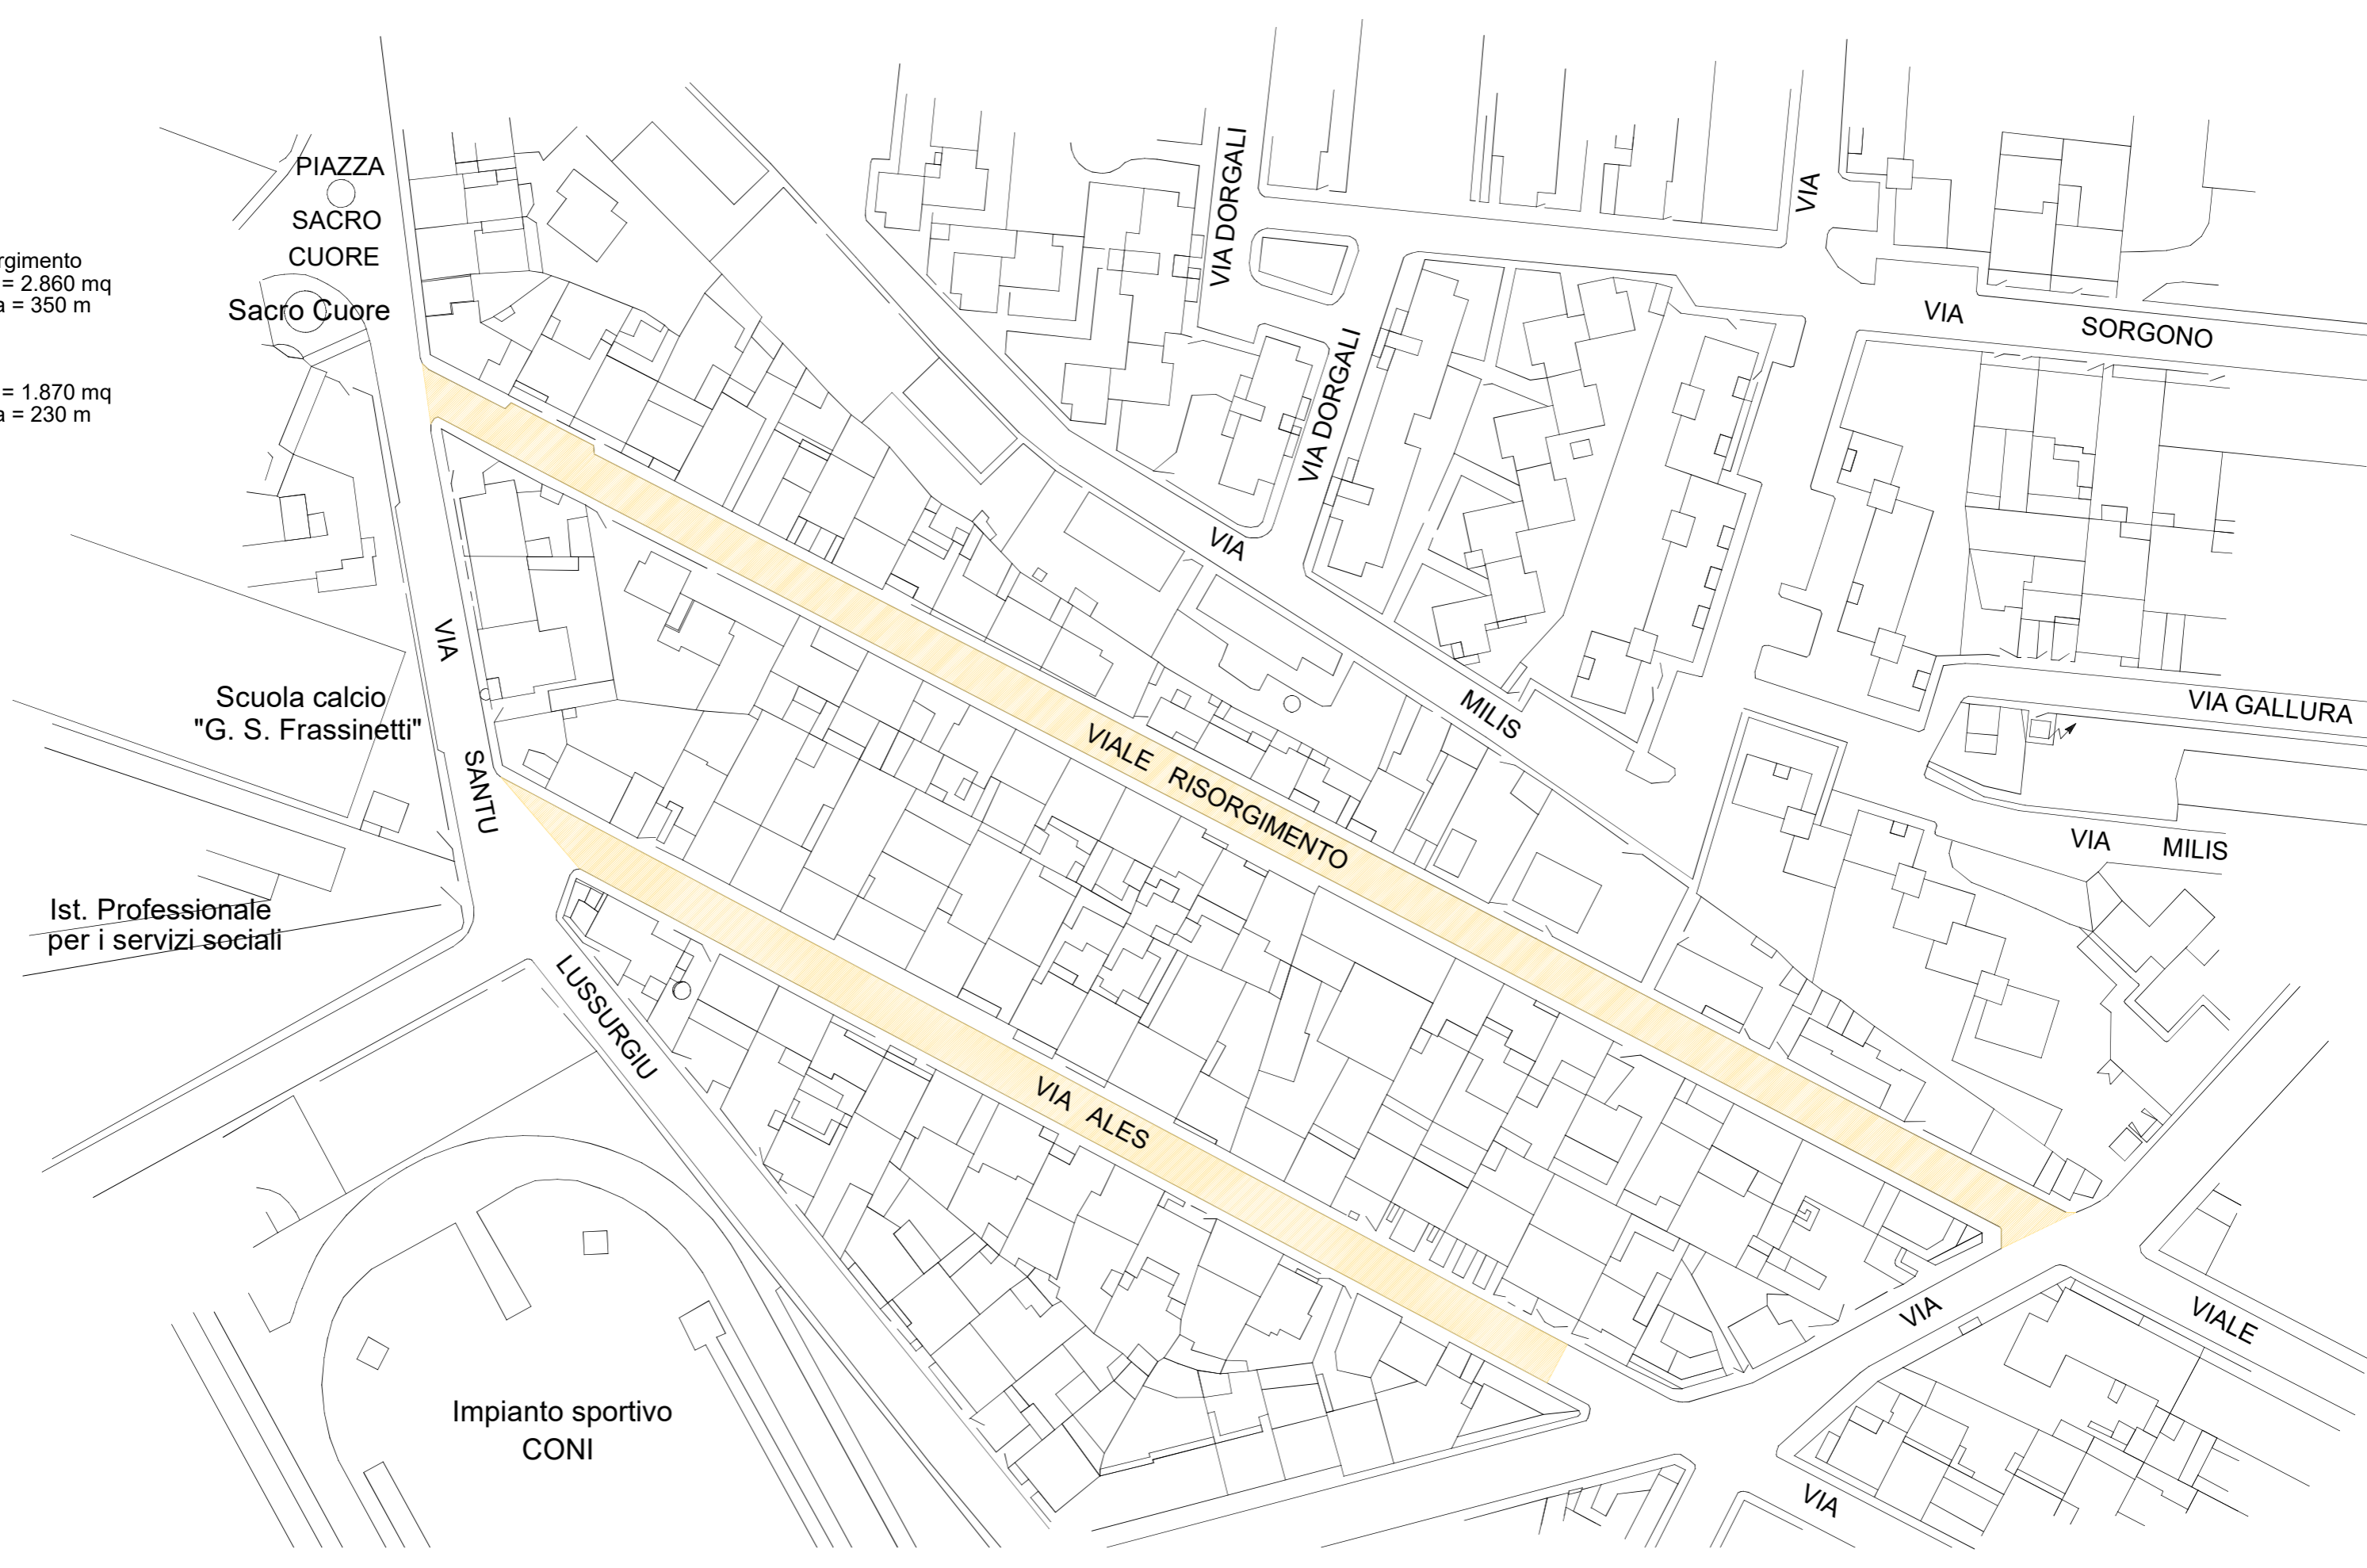 PIAZZA
SACRO
CUORE
Sacro Cuore
rgimento
= 2.860 mq
a = 350 m
= 1.870 mq
a = 230 m
VIA DORGALI
VIA DORGALI
VIA
VIA SORGONO
VIA GALLURA
VIA MILIS
VIA
MILIS
VIALE RISORGIMENTO
VIA
SANTU
LUSSURGIU
VIA ALES
Scuola calcio
"G. S. Frassinetti"
Ist. Professionale
per i servizi sociali
Impianto sportivo
CONI
VIA
VIALE
VIA